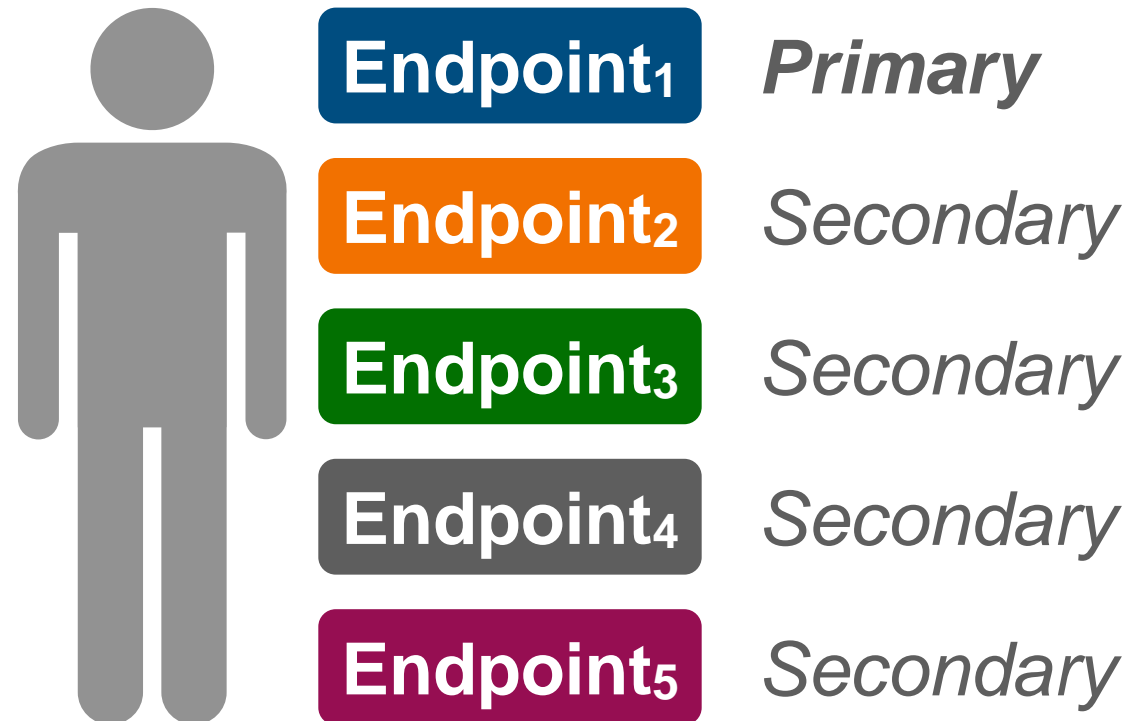 Endpoint₁ Primary
Endpoint₂ Secondary
Endpoint₃ Secondary
Endpoint₄ Secondary
Endpoint₅ Secondary